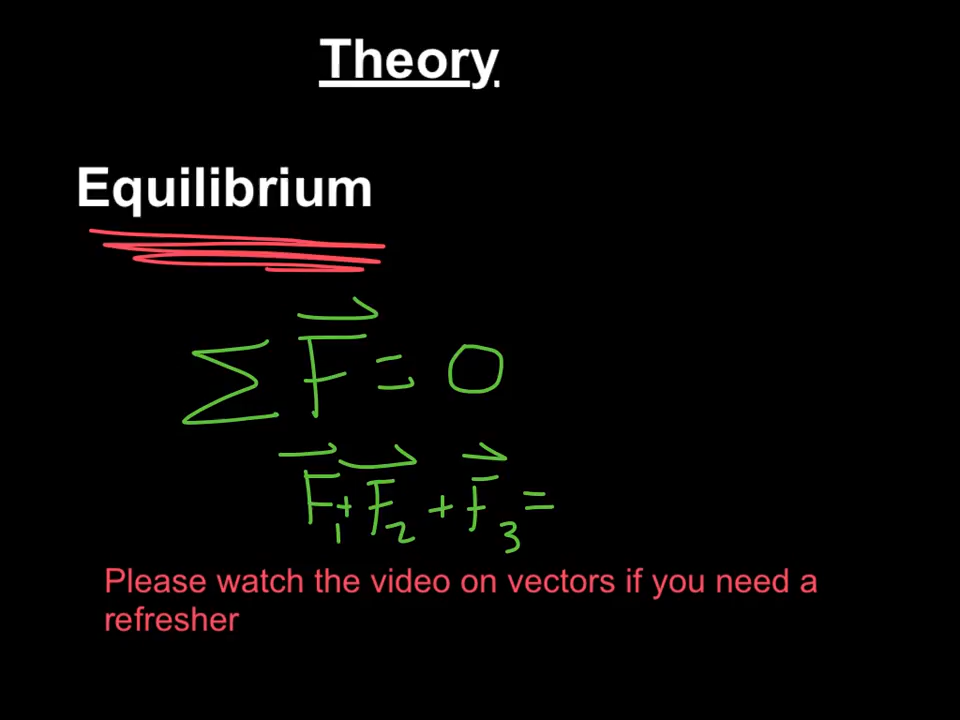 Theory
Equilibrium
∑F⃗ = 0
F⃗₁ + F⃗₂ + F⃗₃ =
Please watch the video on vectors if you need a
refresher